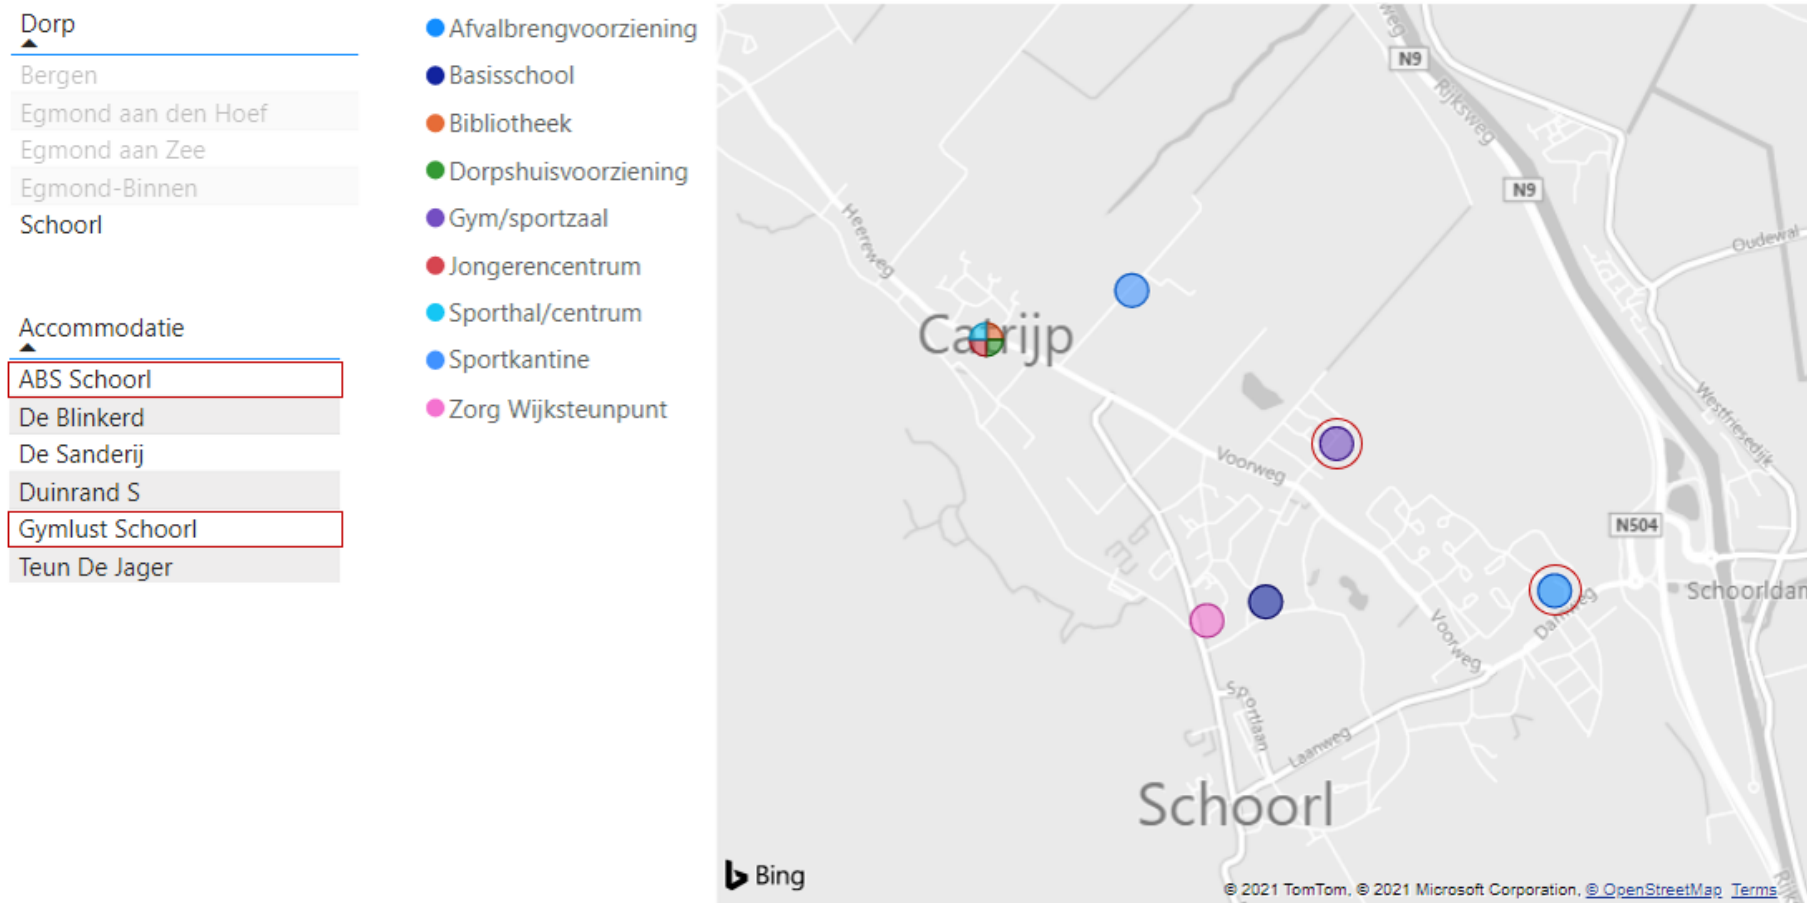 Dorp
Bergen
Egmond aan den Hoef
Egmond aan Zee
Egmond-Binnen
Schoorl
Accommodatie
ABS Schoorl
De Blinkerd
De Sanderij
Duinrand S
Gymlust Schoorl
Teun De Jager
Afvalbrengvoorziening
Basisschool
Bibliotheek
Dorpshuisvoorziening
Gym/sportzaal
Jongerencentrum
Sporthal/centrum
Sportkantine
Zorg Wijksteunpunt
weg
N9
Rijksweg
N9
Heereweg
Oudewal
Catrijp
Westfriesedijk
Voorweg
N504
Schoorldam
Damweg
Voorweg
Sportlaan
Laanweg
Schoorl
Bing
© 2021 TomTom, © 2021 Microsoft Corporation, © OpenStreetMap Terms